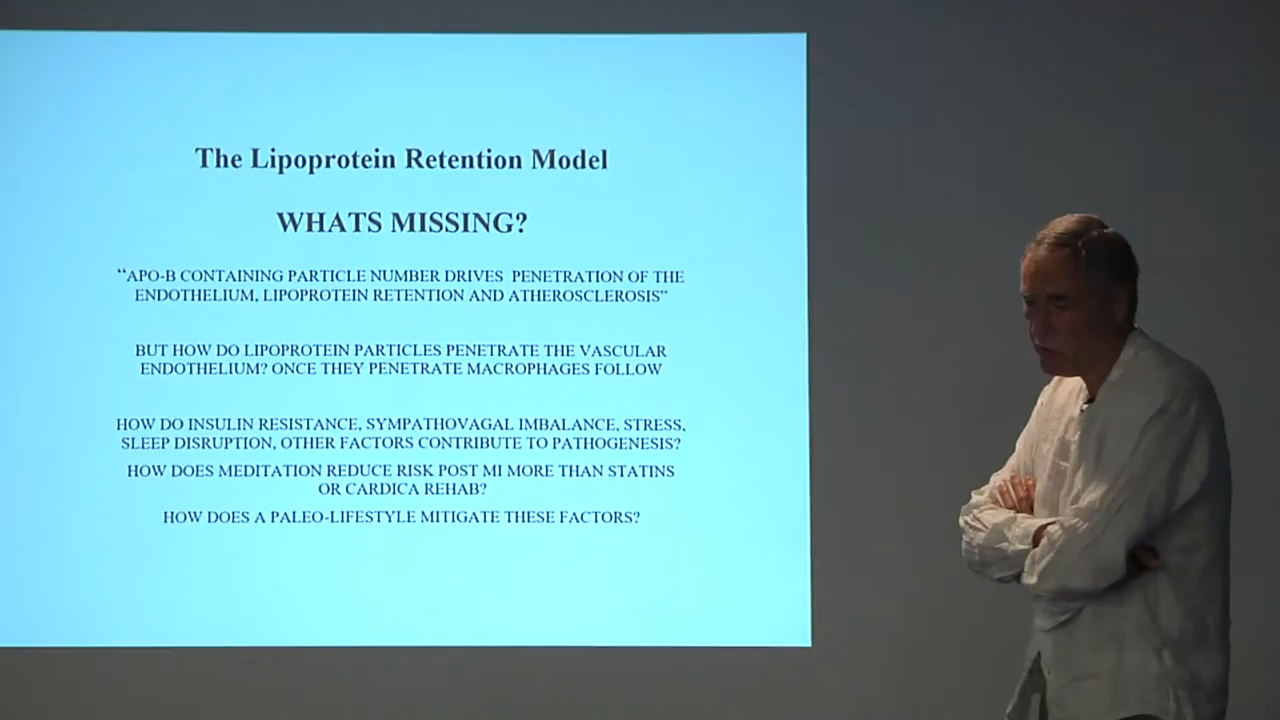 The Lipoprotein Retention Model
WHATS MISSING?
“APO-B CONTAINING PARTICLE NUMBER DRIVES PENETRATION OF THE
ENDOTHELIUM, LIPOPROTEIN RETENTION AND ATHEROSCLEROSIS”
BUT HOW DO LIPOPROTEIN PARTICLES PENETRATE THE VASCULAR
ENDOTHELIUM? ONCE THEY PENETRATE MACROPHAGES FOLLOW
HOW DO INSULIN RESISTANCE, SYMPATHOVAGAL IMBALANCE, STRESS,
SLEEP DISRUPTION, OTHER FACTORS CONTRIBUTE TO PATHOGENESIS?
HOW DOES MEDITATION REDUCE RISK POST MI MORE THAN STATINS
OR CARDICA REHAB?
HOW DOES A PALEO-LIFESTYLE MITIGATE THESE FACTORS?